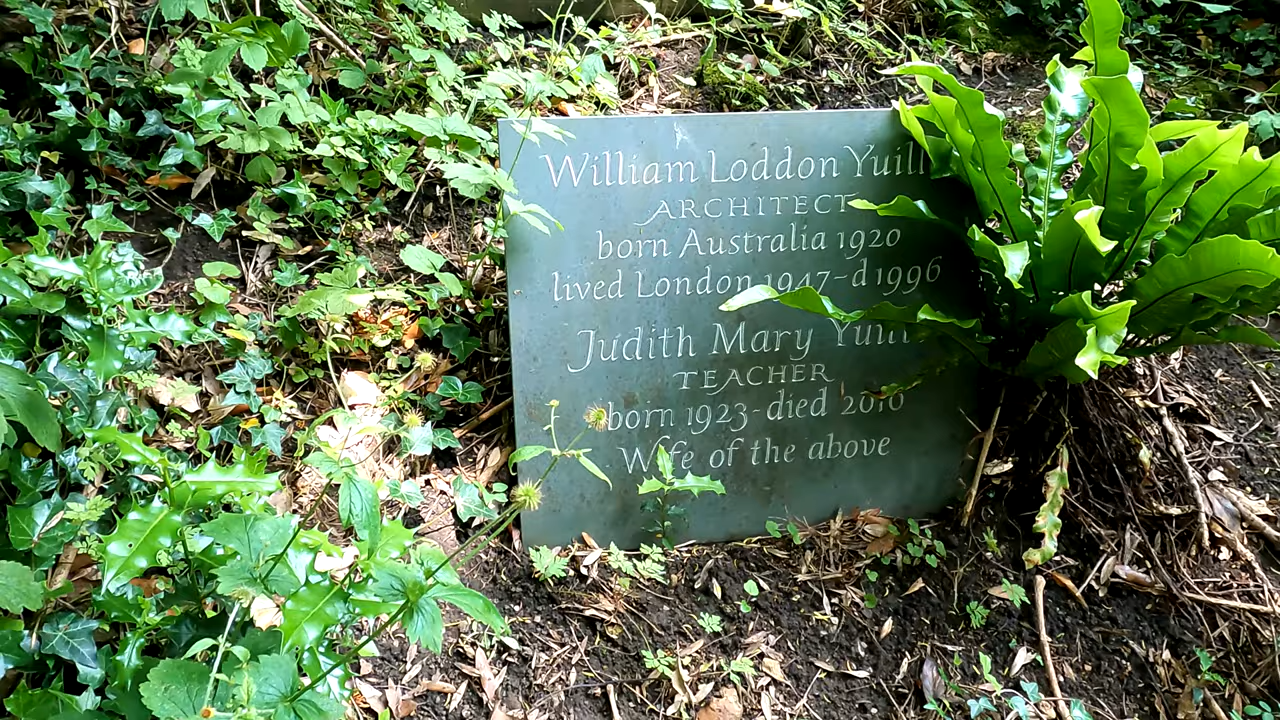 William Loddon Yuill
ARCHITECT
born Australia 1920
lived London 1947-d1996
Judith Mary Yuill
TEACHER
born 1923-died 2010
Wife of the above